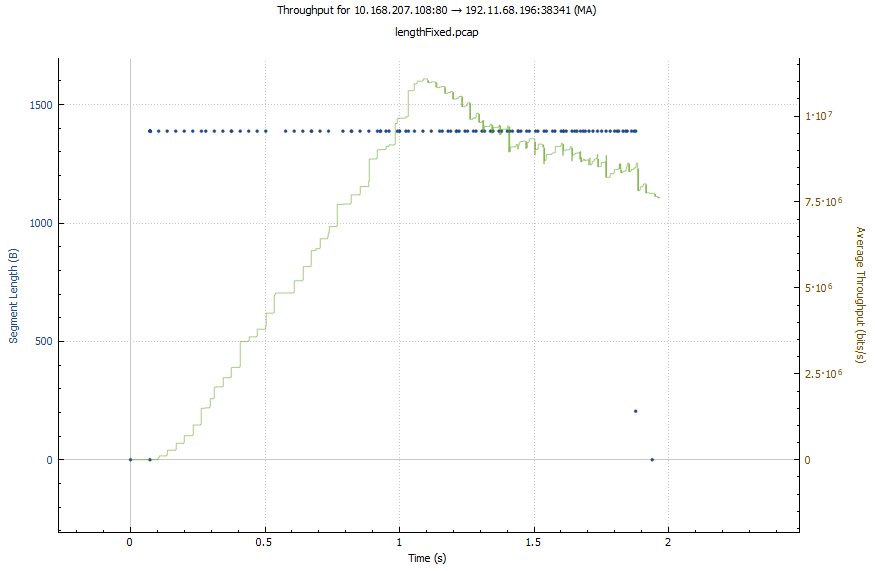 Throughput for 10.168.207.108:80 → 192.11.68.196:38341 (MA)
lengthFixed.pcap
1500
1000
500
0
Segment Length (B)
1·10⁷
7.5·10⁶
5·10⁶
2.5·10⁶
0
Average Throughput (bits/s)
0
0.5
1
1.5
2
Time (s)